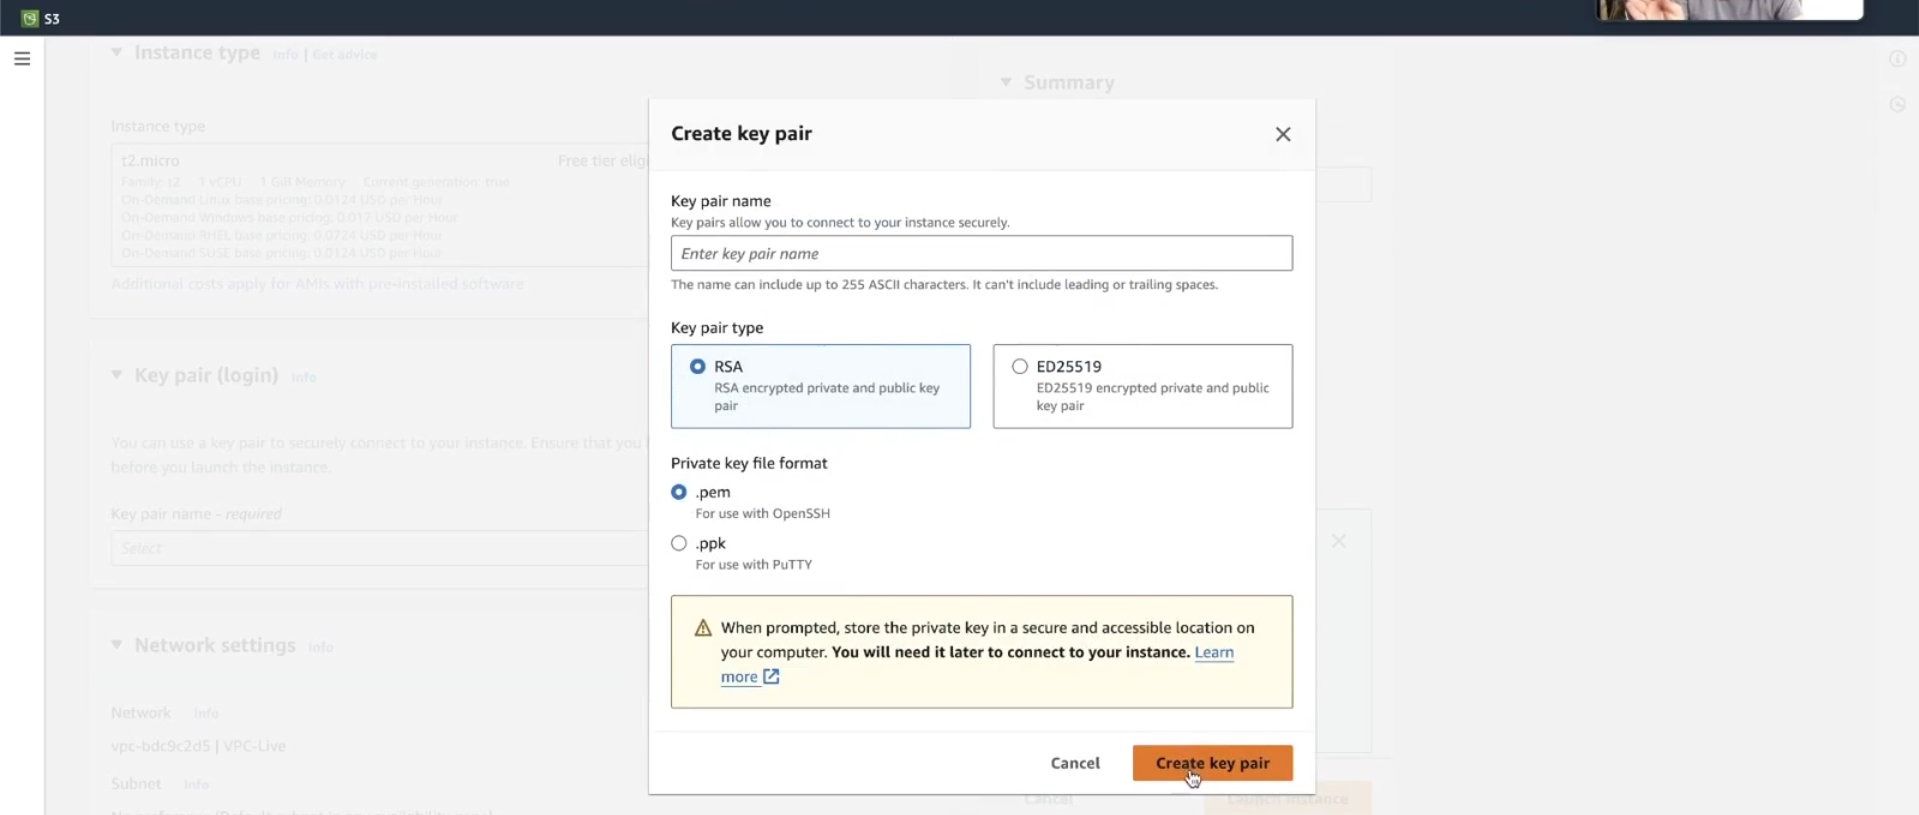 S3
Instance type Info | Get advice
Summary
Instance type
t2.micro Free tier eligi
Family: t2 1 vCPU 1 GiB Memory Current generation: true
On-Demand Linux base pricing: 0.0124 USD per Hour
On-Demand Windows base pricing: 0.017 USD per Hour
On-Demand RHEL base pricing: 0.0724 USD per Hour
On-Demand SUSE base pricing: 0.0124 USD per Hour
Additional costs apply for AMIs with pre-installed software
Key pair (login) Info
You can use a key pair to securely connect to your instance. Ensure that you
before you launch the instance.
Key pair name - required
Select
Network settings Info
Network Info
vpc-bdc9c2d5 | VPC-Live
Subnet Info
Create key pair
Key pair name
Key pairs allow you to connect to your instance securely.
Enter key pair name
The name can include up to 255 ASCII characters. It can't include leading or trailing spaces.
Key pair type
RSA
RSA encrypted private and public key
pair
ED25519
ED25519 encrypted private and public
key pair
Private key file format
.pem
For use with OpenSSH
.ppk
For use with PuTTY
When prompted, store the private key in a secure and accessible location on
your computer. You will need it later to connect to your instance. Learn
more
Cancel Create key pair
Cancel Launch instance